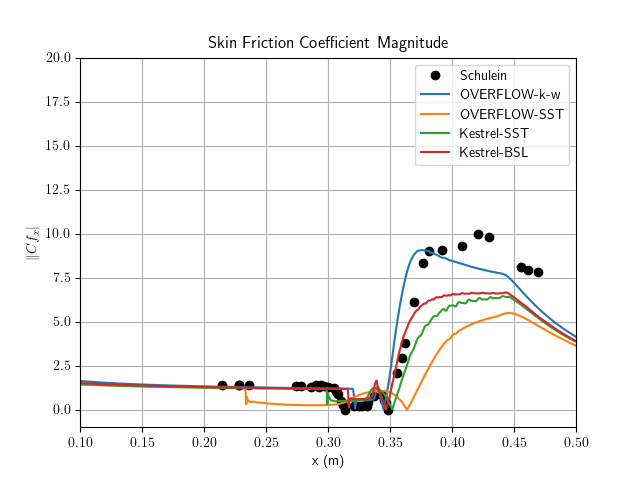 Skin Friction Coefficient Magnitude
20.0
17.5
15.0
12.5
10.0
7.5
5.0
2.5
0.0
||Cf_x|
Schulein
OVERFLOW-k-w
OVERFLOW-SST
Kestrel-SST
Kestrel-BSL
0.10 0.15 0.20 0.25 0.30 0.35 0.40 0.45 0.50
x (m)